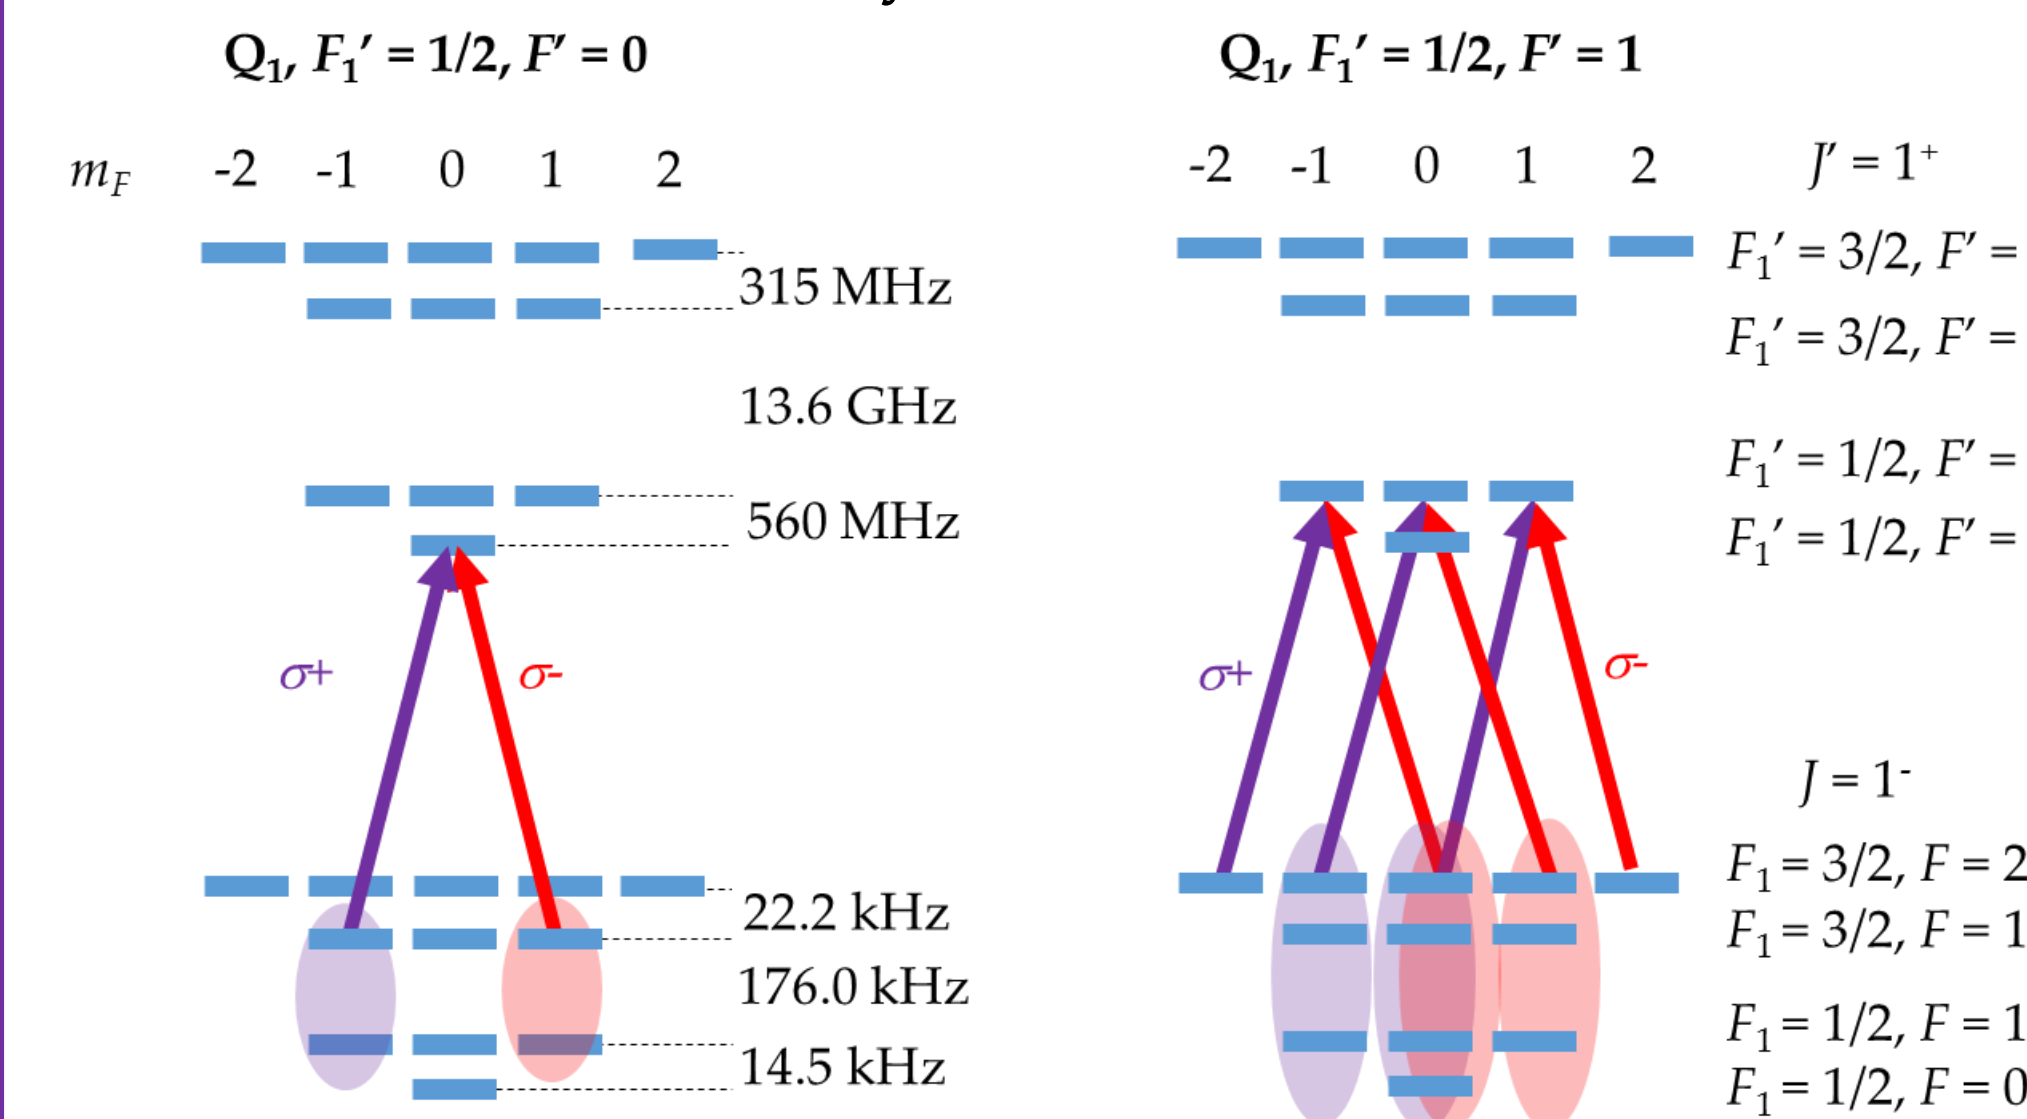 Q₁, F₁′ = 1/2, F′ = 0
m_F -2 -1 0 1 2
315 MHz
13.6 GHz
560 MHz
σ+ σ-
22.2 kHz
176.0 kHz
14.5 kHz
Q₁, F₁′ = 1/2, F′ = 1
-2 -1 0 1 2
J′ = 1⁺
F₁′ = 3/2, F′ =
F₁′ = 3/2, F′ =
F₁′ = 1/2, F′ =
F₁′ = 1/2, F′ =
σ+ σ-
J = 1⁻
F₁ = 3/2, F = 2
F₁ = 3/2, F = 1
F₁ = 1/2, F = 1
F₁ = 1/2, F = 0